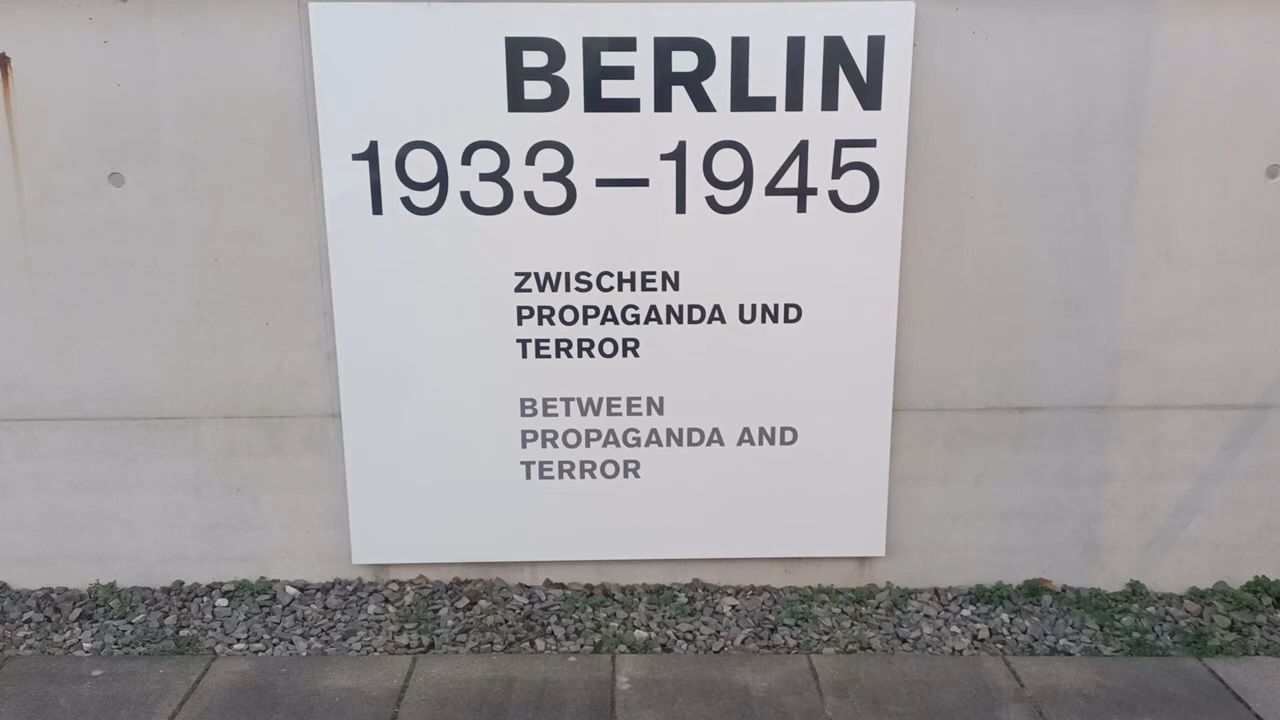 BERLIN
1933–1945
ZWISCHEN
PROPAGANDA UND
TERROR
BETWEEN
PROPAGANDA AND
TERROR